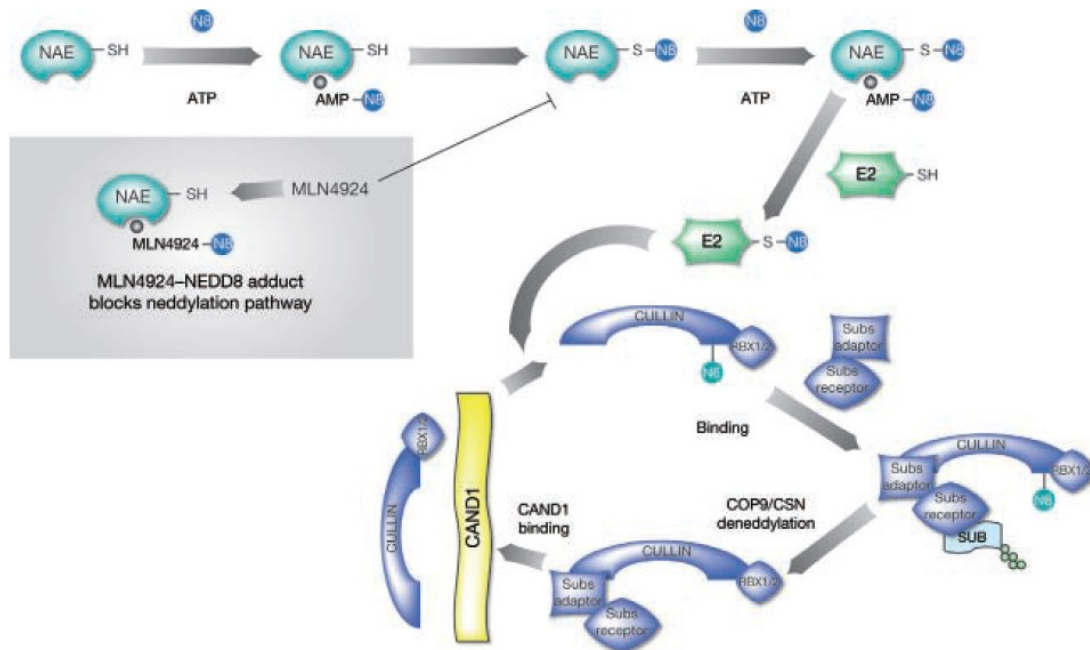 N8
N8
NAE
SH
NAE
SH
NAE
S
N8
NAE
S
N8
ATP
AMP
N8
ATP
AMP
N8
NAE
SH
MLN4924
E2
SH
MLN4924
N8
E2
S
N8
MLN4924–NEDD8 adduct
blocks neddylation pathway
CULLIN
RBX1/2
N8
Subs
adaptor
Subs
receptor
Binding
RBX1/2
CULLIN
CAND1
CULLIN
RBX1/2
Subs
adaptor
N8
Subs
receptor
SUB
CAND1
binding
COP9/CSN
deneddylation
CULLIN
RBX1/2
Subs
adaptor
Subs
receptor